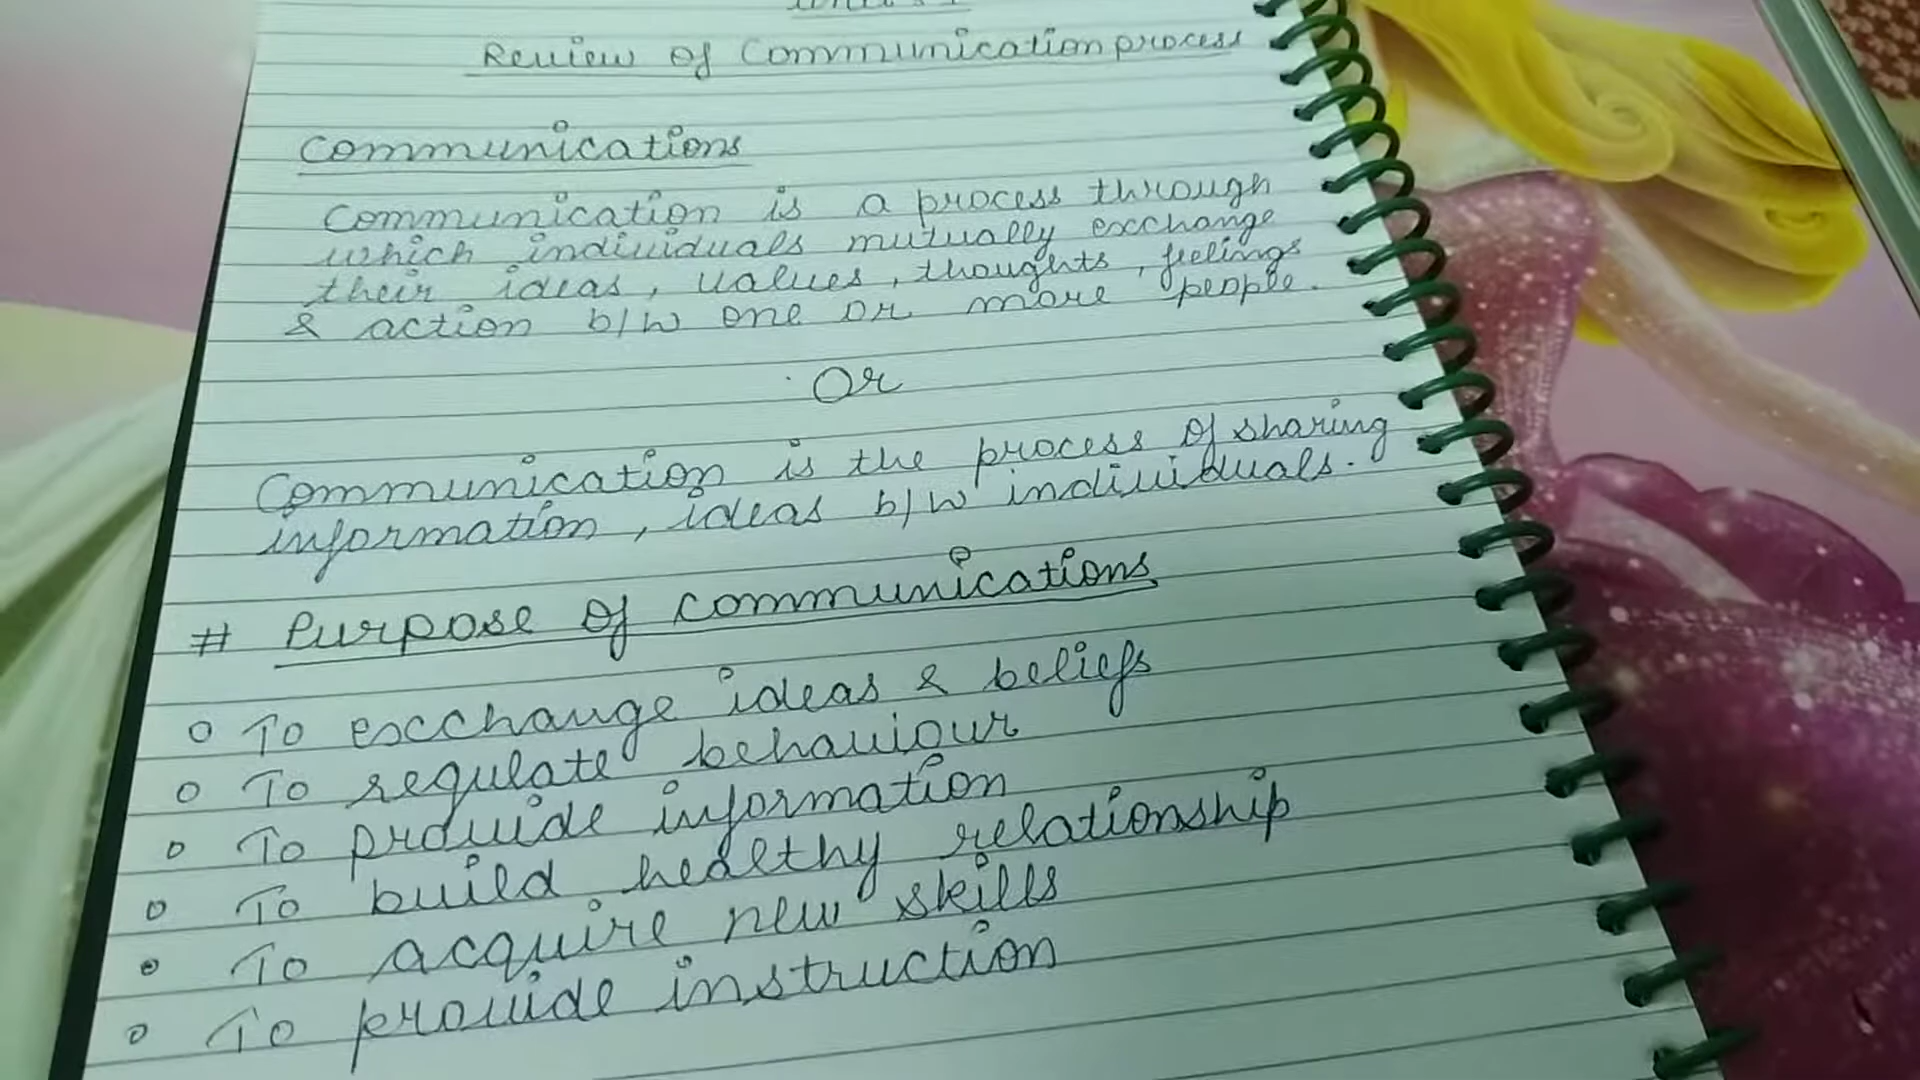 Review of Communication process
Communications
Communication is a process through
which individuals mutually exchange
their ideas, values, thoughts, feelings
& action b/w one or more people.
Or
Communication is the process of sharing
information, ideas b/w individuals.
# Purpose of communications
o To exchange ideas & beliefs
o To regulate behaviour
o To provide information
o To build healthy relationship
o To acquire new skills
o To provide instruction